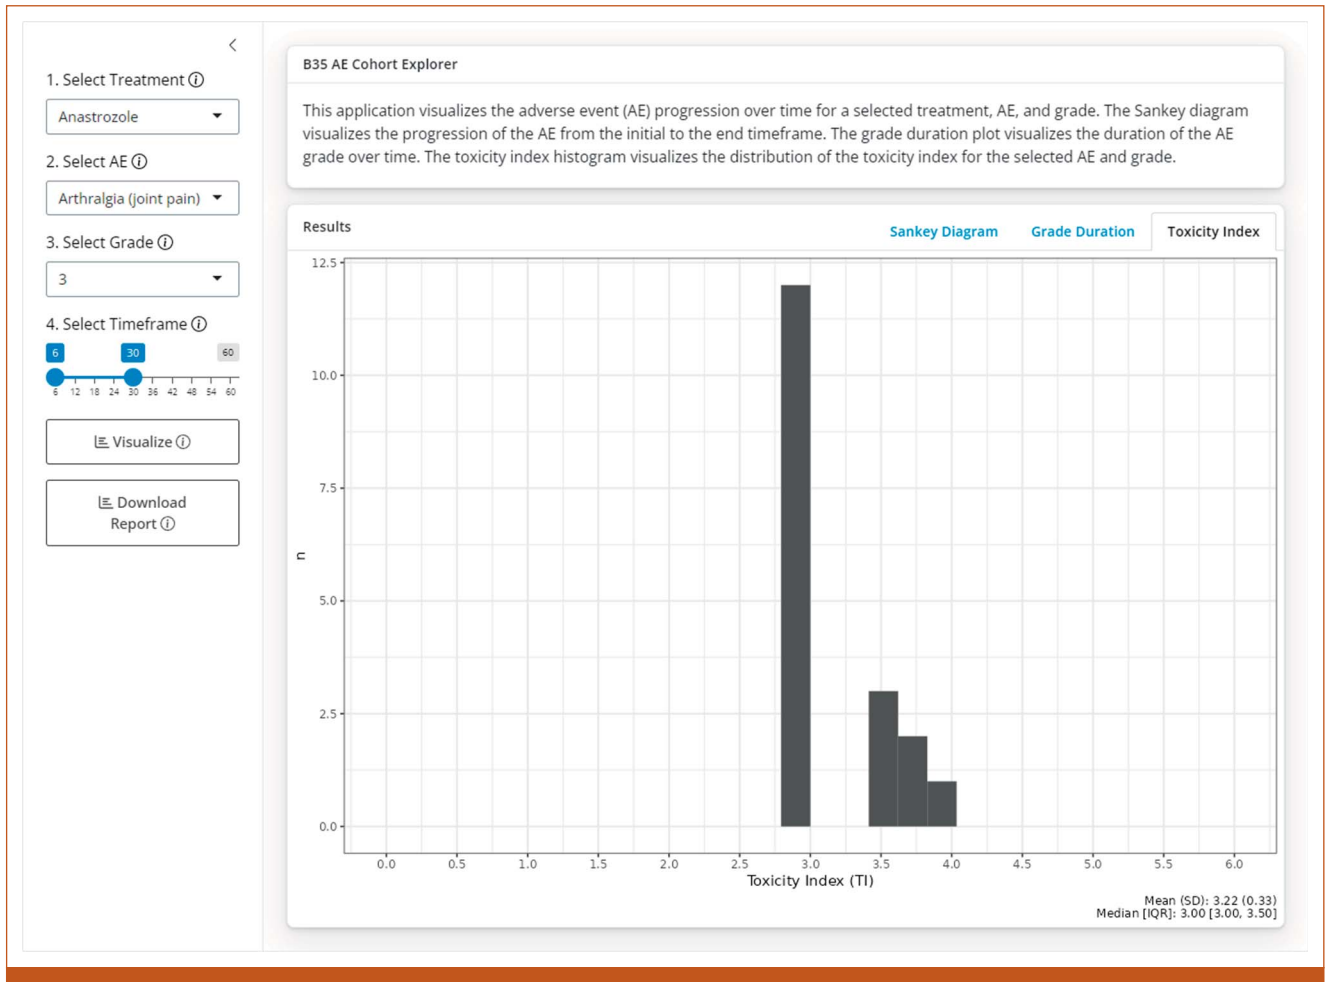 1. Select Treatment
Anastrozole
2. Select AE
Arthralgia (joint pain)
3. Select Grade
3
4. Select Timeframe
6 30 60
6 12 18 24 30 36 42 48 54 60
Visualize
Download
Report
B35 AE Cohort Explorer
This application visualizes the adverse event (AE) progression over time for a selected treatment, AE, and grade. The Sankey diagram
visualizes the progression of the AE from the initial to the end timeframe. The grade duration plot visualizes the duration of the AE
grade over time. The toxicity index histogram visualizes the distribution of the toxicity index for the selected AE and grade.
Results
Sankey Diagram Grade Duration Toxicity Index
12.5
10.0
7.5
n
5.0
2.5
0.0
0.0 0.5 1.0 1.5 2.0 2.5 3.0 3.5 4.0 4.5 5.0 5.5 6.0
Toxicity Index (TI)
Mean (SD): 3.22 (0.33)
Median [IQR]: 3.00 [3.00, 3.50]